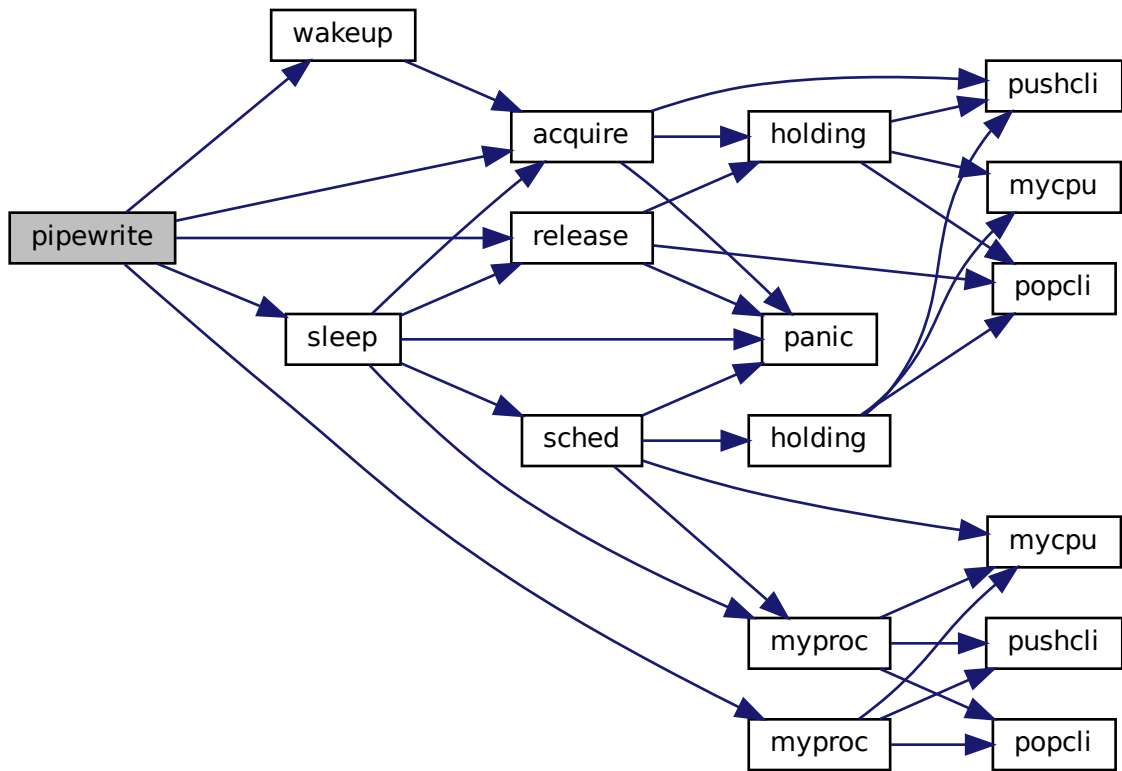 wakeup
pushcli
acquire
holding
mycpu
pipewrite
release
popcli
sleep
panic
sched
holding
mycpu
myproc
pushcli
myproc
popcli